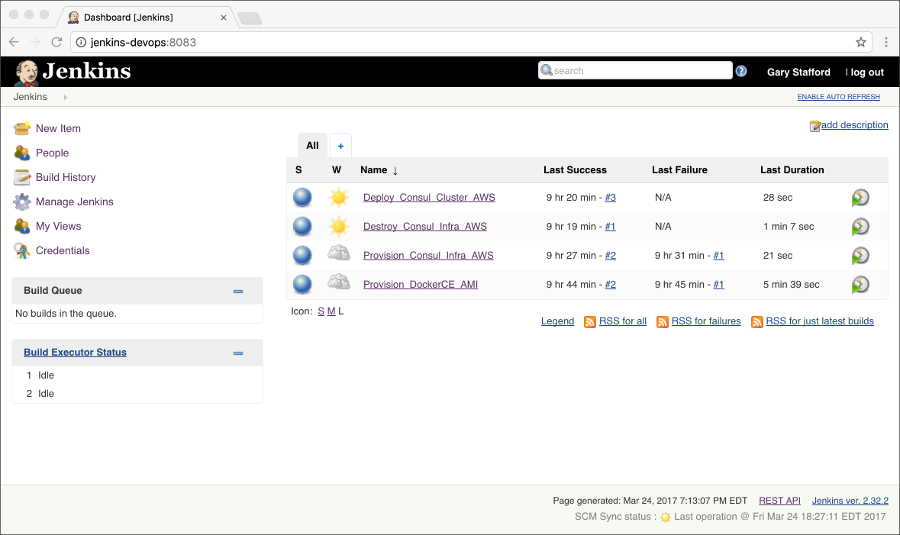 Dashboard [Jenkins]
jenkins-devops:8083
Jenkins
search
Gary Stafford
| log out
Jenkins
ENABLE AUTO REFRESH
New Item
People
Build History
Manage Jenkins
My Views
Credentials
Build Queue
No builds in the queue.
Build Executor Status
1 Idle
2 Idle
add description
All +
S W Name ↓ Last Success Last Failure Last Duration
Deploy_Consul_Cluster_AWS 9 hr 20 min - #3 N/A 28 sec
Destroy_Consul_Infra_AWS 9 hr 19 min - #1 N/A 1 min 7 sec
Provision_Consul_Infra_AWS 9 hr 27 min - #2 9 hr 31 min - #1 21 sec
Provision_DockerCE_AMI 9 hr 44 min - #2 9 hr 45 min - #1 5 min 39 sec
Icon: S M L
Legend RSS for all RSS for failures RSS for just latest builds
Page generated: Mar 24, 2017 7:13:07 PM EDT REST API Jenkins ver. 2.32.2
SCM Sync status : Last operation @ Fri Mar 24 18:27:11 EDT 2017